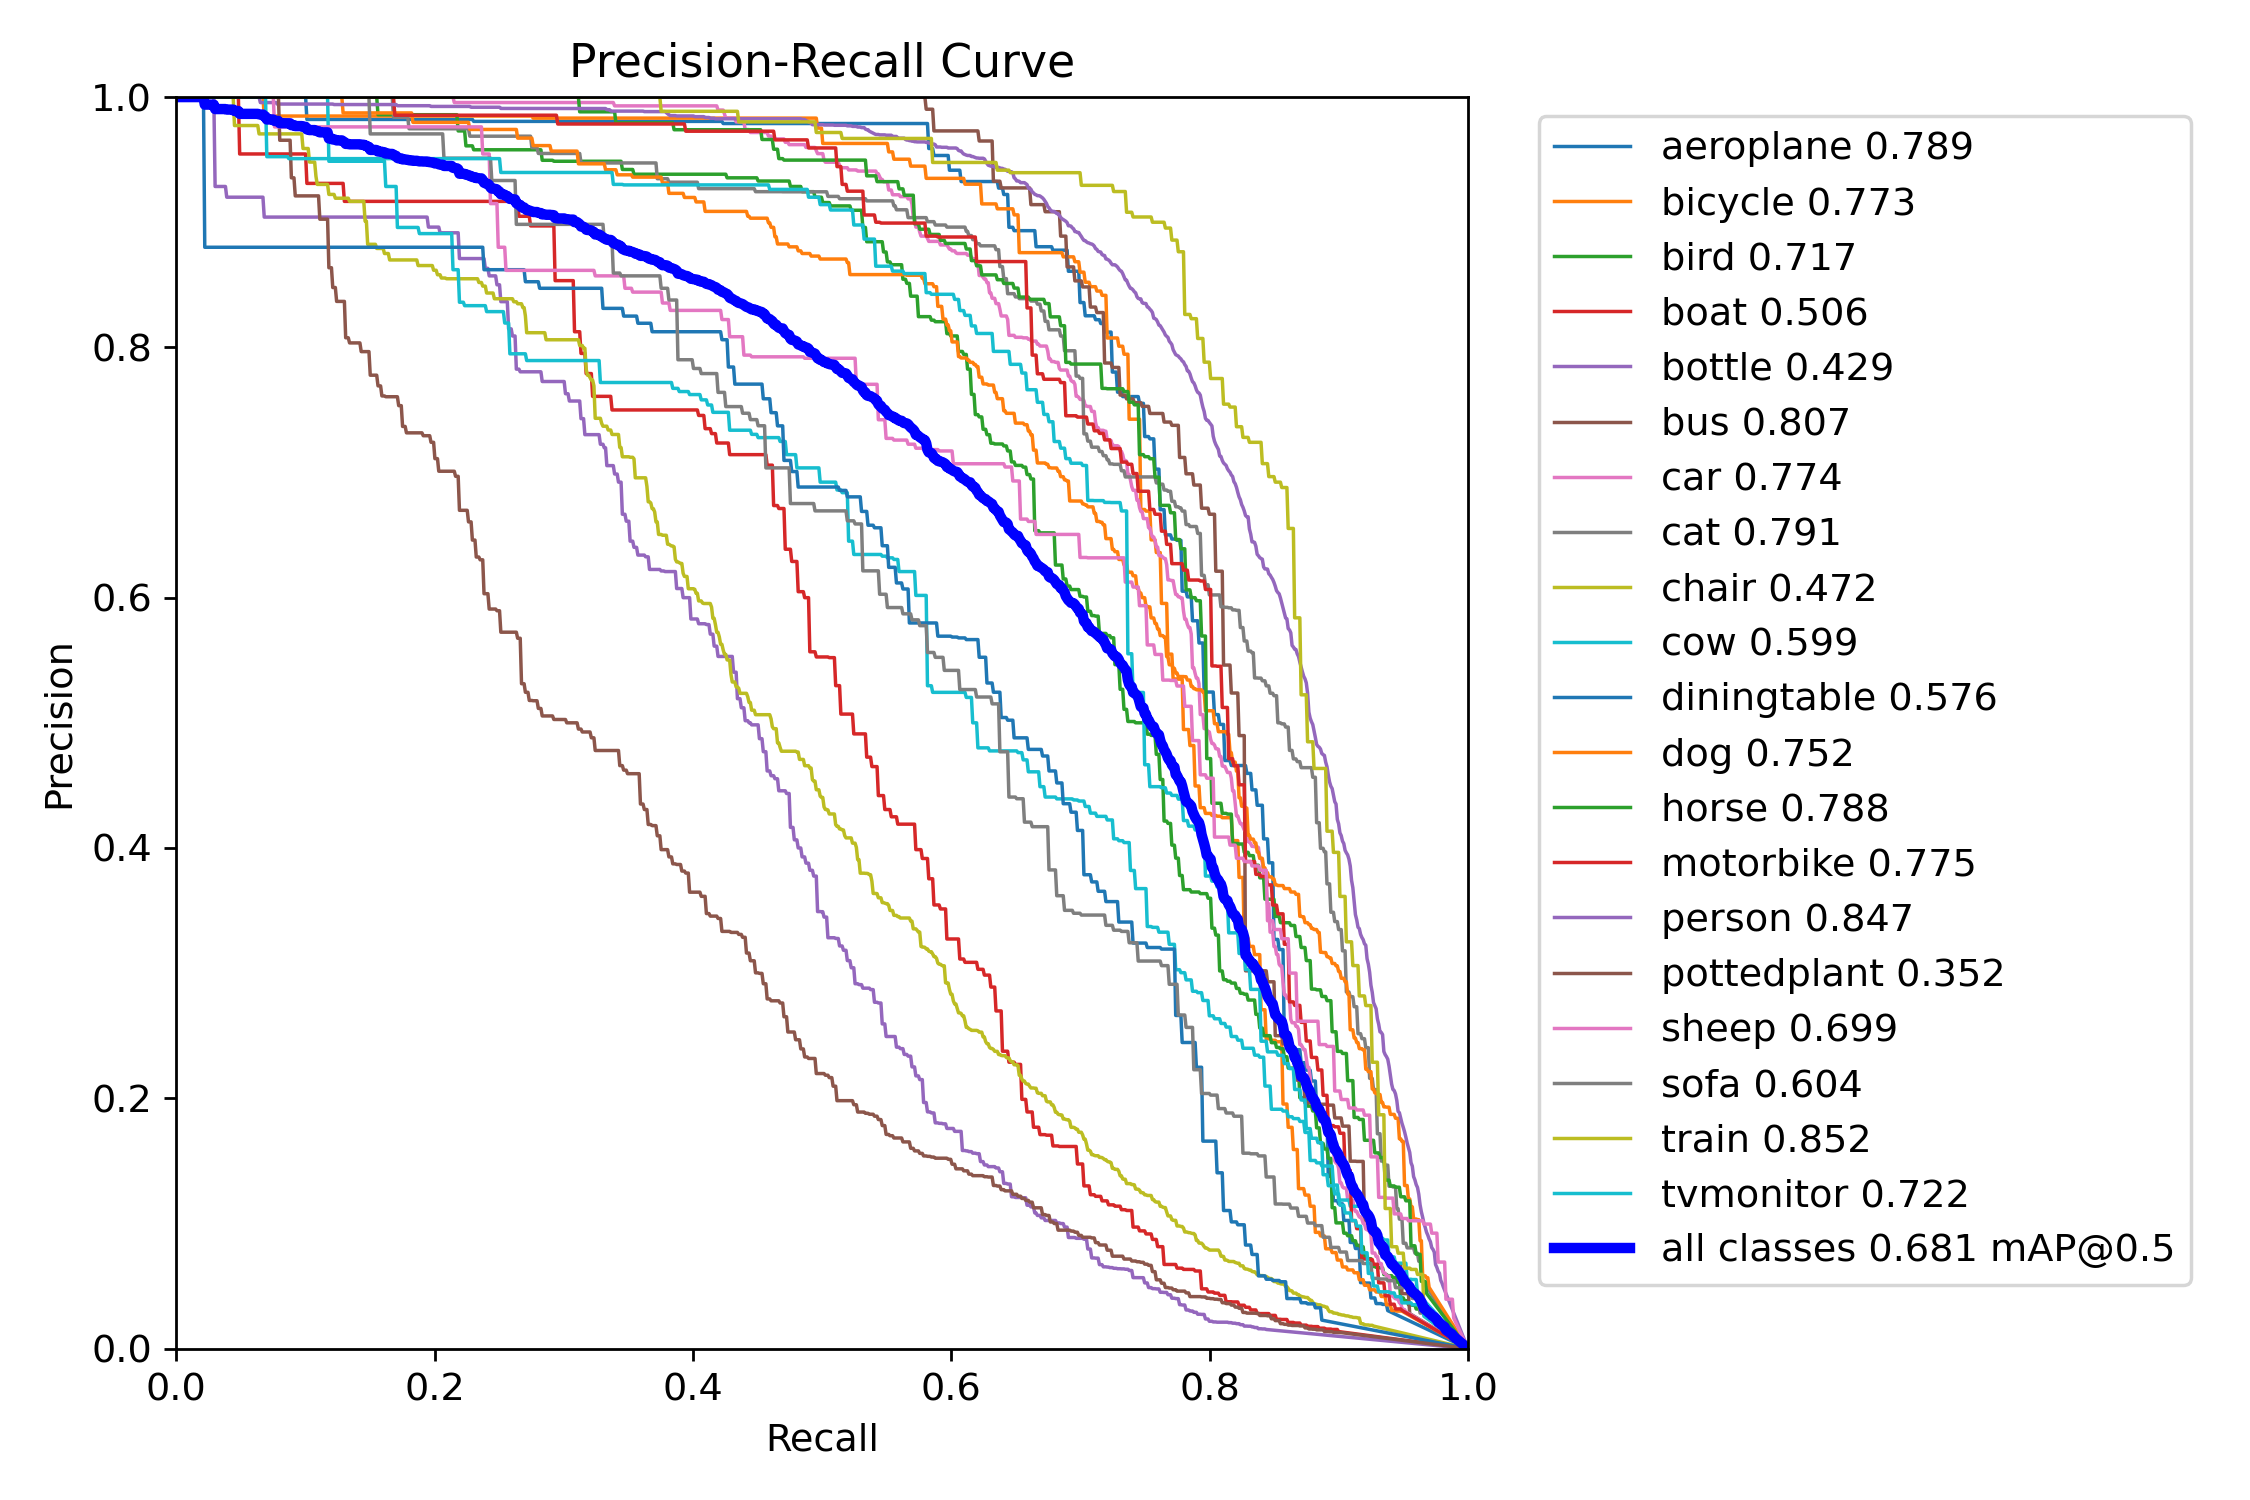 Precision-Recall Curve
Precision
1.0
0.8
0.6
0.4
0.2
0.0
0.0 0.2 0.4 0.6 0.8 1.0
Recall
aeroplane 0.789
bicycle 0.773
bird 0.717
boat 0.506
bottle 0.429
bus 0.807
car 0.774
cat 0.791
chair 0.472
cow 0.599
diningtable 0.576
dog 0.752
horse 0.788
motorbike 0.775
person 0.847
pottedplant 0.352
sheep 0.699
sofa 0.604
train 0.852
tvmonitor 0.722
all classes 0.681 mAP@0.5